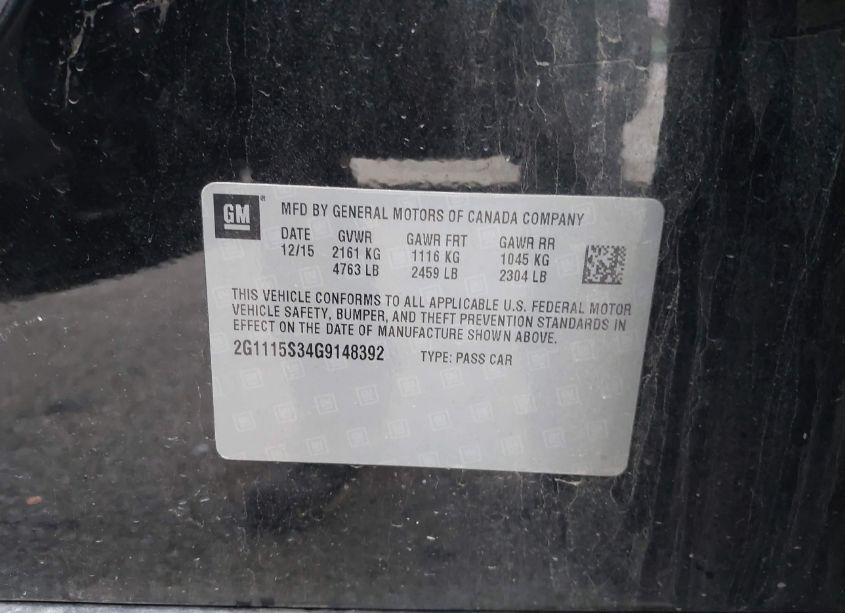 GM ® MFD BY GENERAL MOTORS OF CANADA COMPANY
DATE GVWR GAWR FRT GAWR RR
12/15 2161 KG 1116 KG 1045 KG
4763 LB 2459 LB 2304 LB
THIS VEHICLE CONFORMS TO ALL APPLICABLE U.S. FEDERAL MOTOR
VEHICLE SAFETY, BUMPER, AND THEFT PREVENTION STANDARDS IN
EFFECT ON THE DATE OF MANUFACTURE SHOWN ABOVE.
2G1115S34G9148392 TYPE: PASS CAR